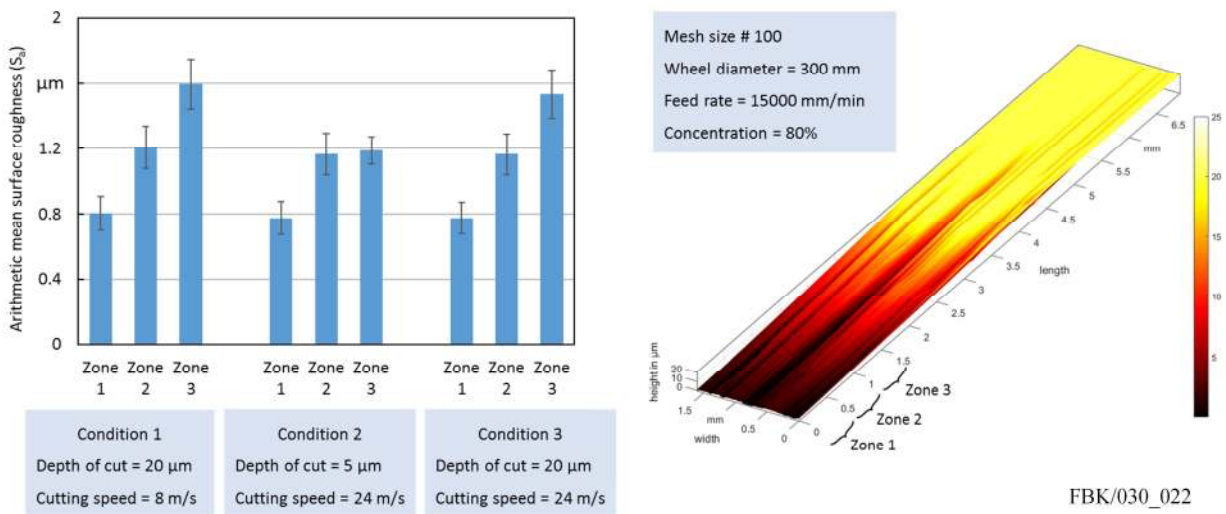 Arithmetic mean surface roughness (Sₐ)
2
µm
1.2
0.8
0.4
0
Zone 1
Zone 2
Zone 3
Zone 1
Zone 2
Zone 3
Zone 1
Zone 2
Zone 3
Condition 1
Depth of cut = 20 µm
Cutting speed = 8 m/s
Condition 2
Depth of cut = 5 µm
Cutting speed = 24 m/s
Condition 3
Depth of cut = 20 µm
Cutting speed = 24 m/s
Mesh size # 100
Wheel diameter = 300 mm
Feed rate = 15000 mm/min
Concentration = 80%
height in µm
20
10
0
1.5
mm
width
0.5
0
0
0.5
1
1.5
2
2.5
3
3.5
4
4.5
5
5.5
mm
6.5
length
Zone 3
Zone 2
Zone 1
25
20
15
10
5
FBK/030_022